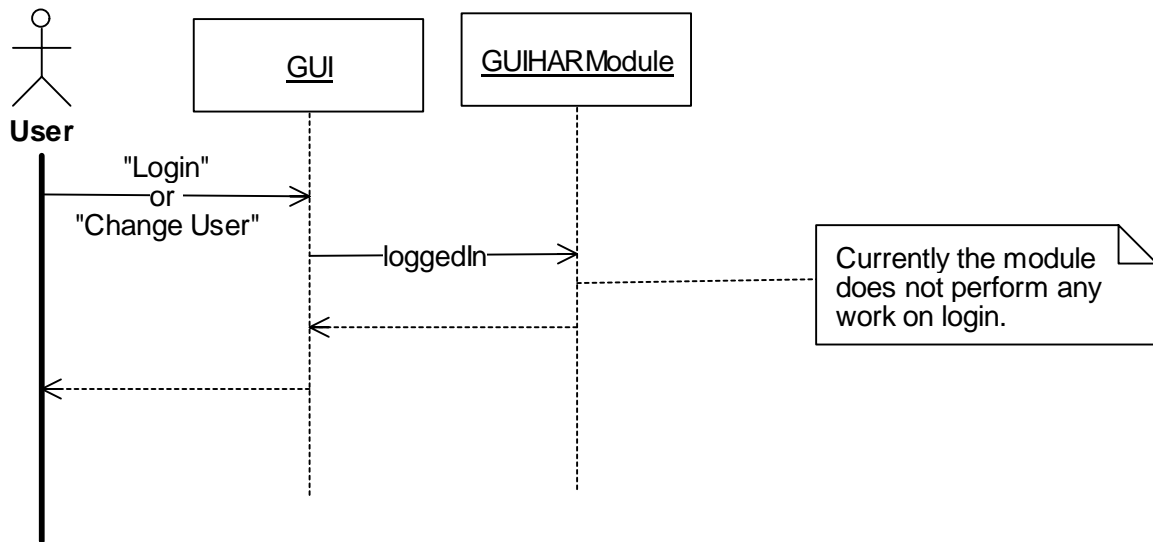 GUI
GUIHARModule
User
"Login"
or
"Change User"
loggedIn
Currently the module
does not perform any
work on login.